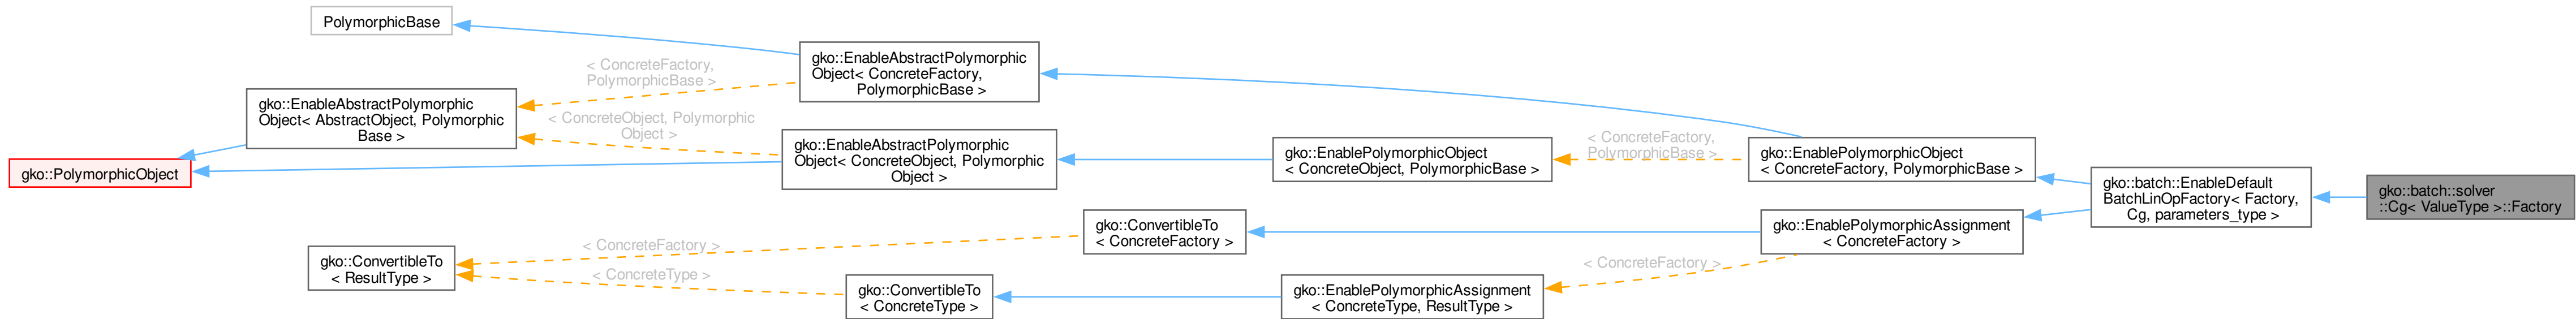 PolymorphicBase
gko::EnableAbstractPolymorphic
Object< ConcreteFactory,
PolymorphicBase >
< ConcreteFactory,
PolymorphicBase >
gko::EnableAbstractPolymorphic
Object< AbstractObject, Polymorphic
Base >
< ConcreteObject, Polymorphic
Object >
gko::EnableAbstractPolymorphic
Object< ConcreteObject, Polymorphic
Object >
gko::PolymorphicObject
gko::EnablePolymorphicObject
< ConcreteObject, PolymorphicBase >
< ConcreteFactory,
PolymorphicBase >
gko::EnablePolymorphicObject
< ConcreteFactory, PolymorphicBase >
gko::batch::EnableDefault
BatchLinOpFactory< Factory,
Cg, parameters_type >
gko::batch::solver
::Cg< ValueType >::Factory
gko::ConvertibleTo
< ConcreteFactory >
gko::EnablePolymorphicAssignment
< ConcreteFactory >
< ConcreteFactory >
gko::ConvertibleTo
< ResultType >
< ConcreteType >
gko::ConvertibleTo
< ConcreteType >
gko::EnablePolymorphicAssignment
< ConcreteType, ResultType >
< ConcreteFactory >